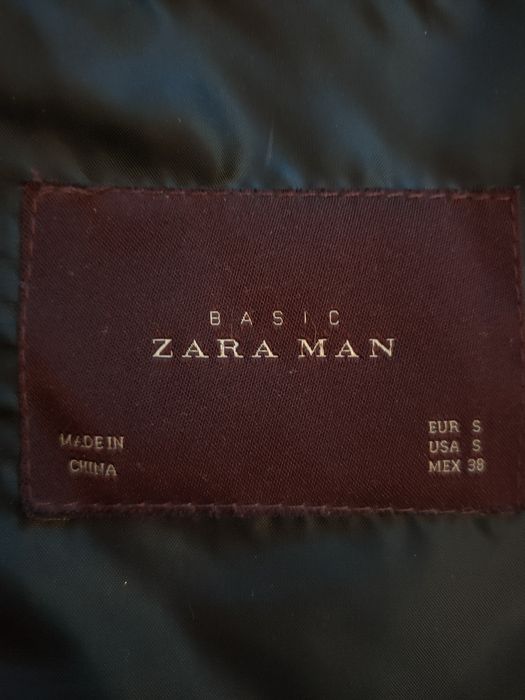 BASIC
ZARA MAN
MADE IN
CHINA
EUR S
USA S
MEX 38